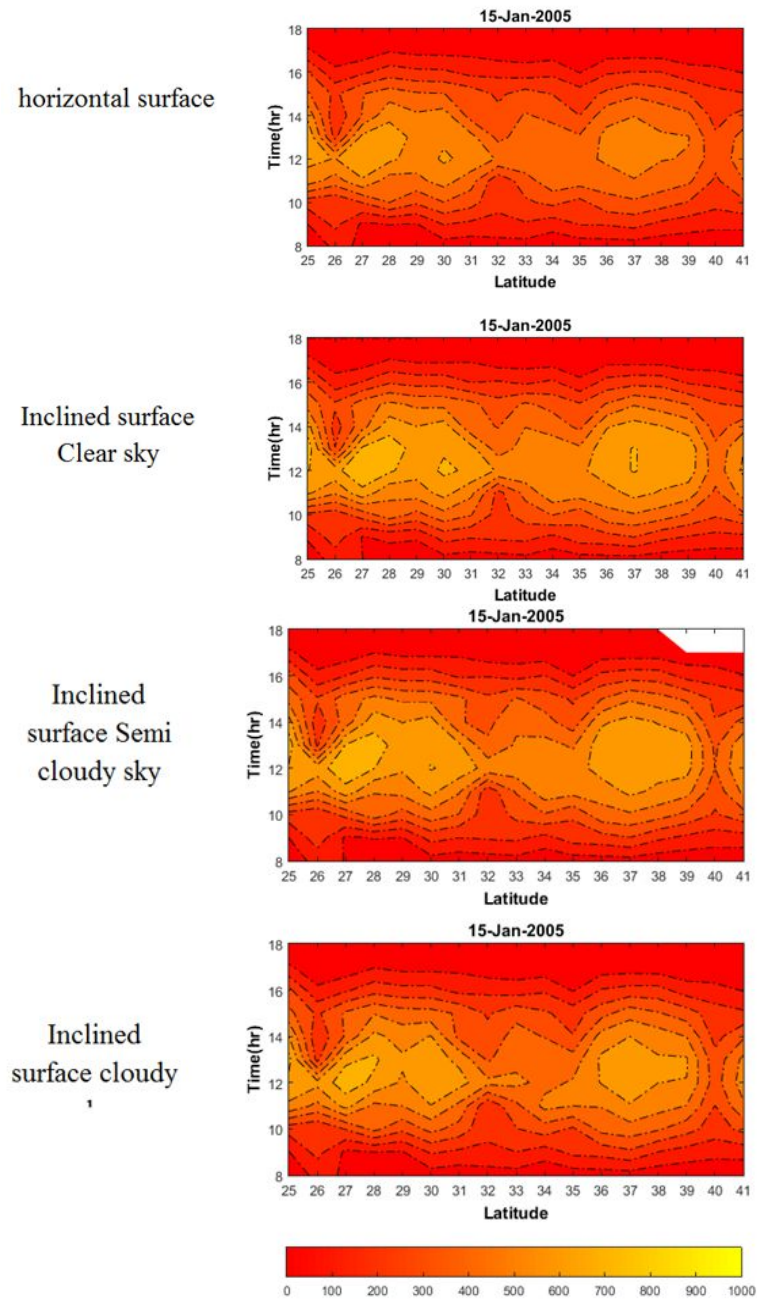 15-Jan-2005
horizontal surface
Time(hr)
18
16
14
12
10
8
25 26 27 28 29 30 31 32 33 34 35 36 37 38 39 40 41
Latitude
15-Jan-2005
Inclined surface
Clear sky
Time(hr)
18
16
14
12
10
8
25 26 27 28 29 30 31 32 33 34 35 36 37 38 39 40 41
Latitude
15-Jan-2005
Inclined
surface Semi
cloudy sky
Time(hr)
18
16
14
12
10
8
25 26 27 28 29 30 31 32 33 34 35 36 37 38 39 40 41
Latitude
15-Jan-2005
Inclined
surface cloudy
Time(hr)
18
16
14
12
10
8
25 26 27 28 29 30 31 32 33 34 35 36 37 38 39 40 41
Latitude
0 100 200 300 400 500 600 700 800 900 1000